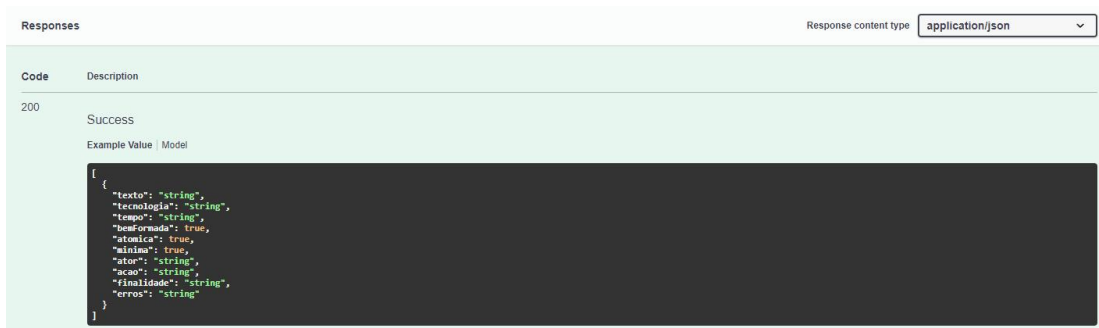 Responses
Response content type application/json
Code Description
200
Success
Example Value | Model
[
  {
    "texto": "string",
    "tecnologia": "string",
    "tempo": "string",
    "bemFormada": true,
    "atomica": true,
    "minima": true,
    "ator": "string",
    "acao": "string",
    "finalidade": "string",
    "erros": "string"
  }
]